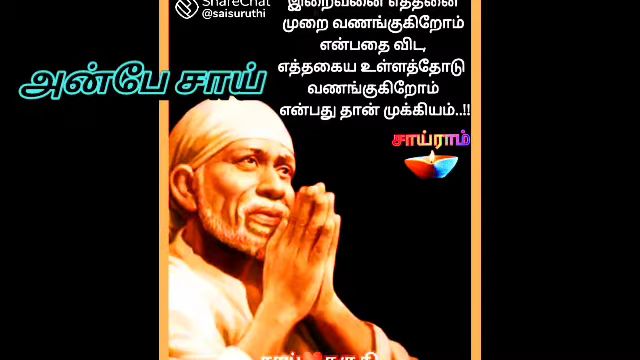 ShareChat
@saisuruthi
இறைவனை எத்தனை
முறை வணங்குகிறோம்
என்பதை விட,
எத்தகைய உள்ளத்தோடு
வணங்குகிறோம்
என்பது தான் முக்கியம்..!!
அன்பே சாய்
சாய்ராம்